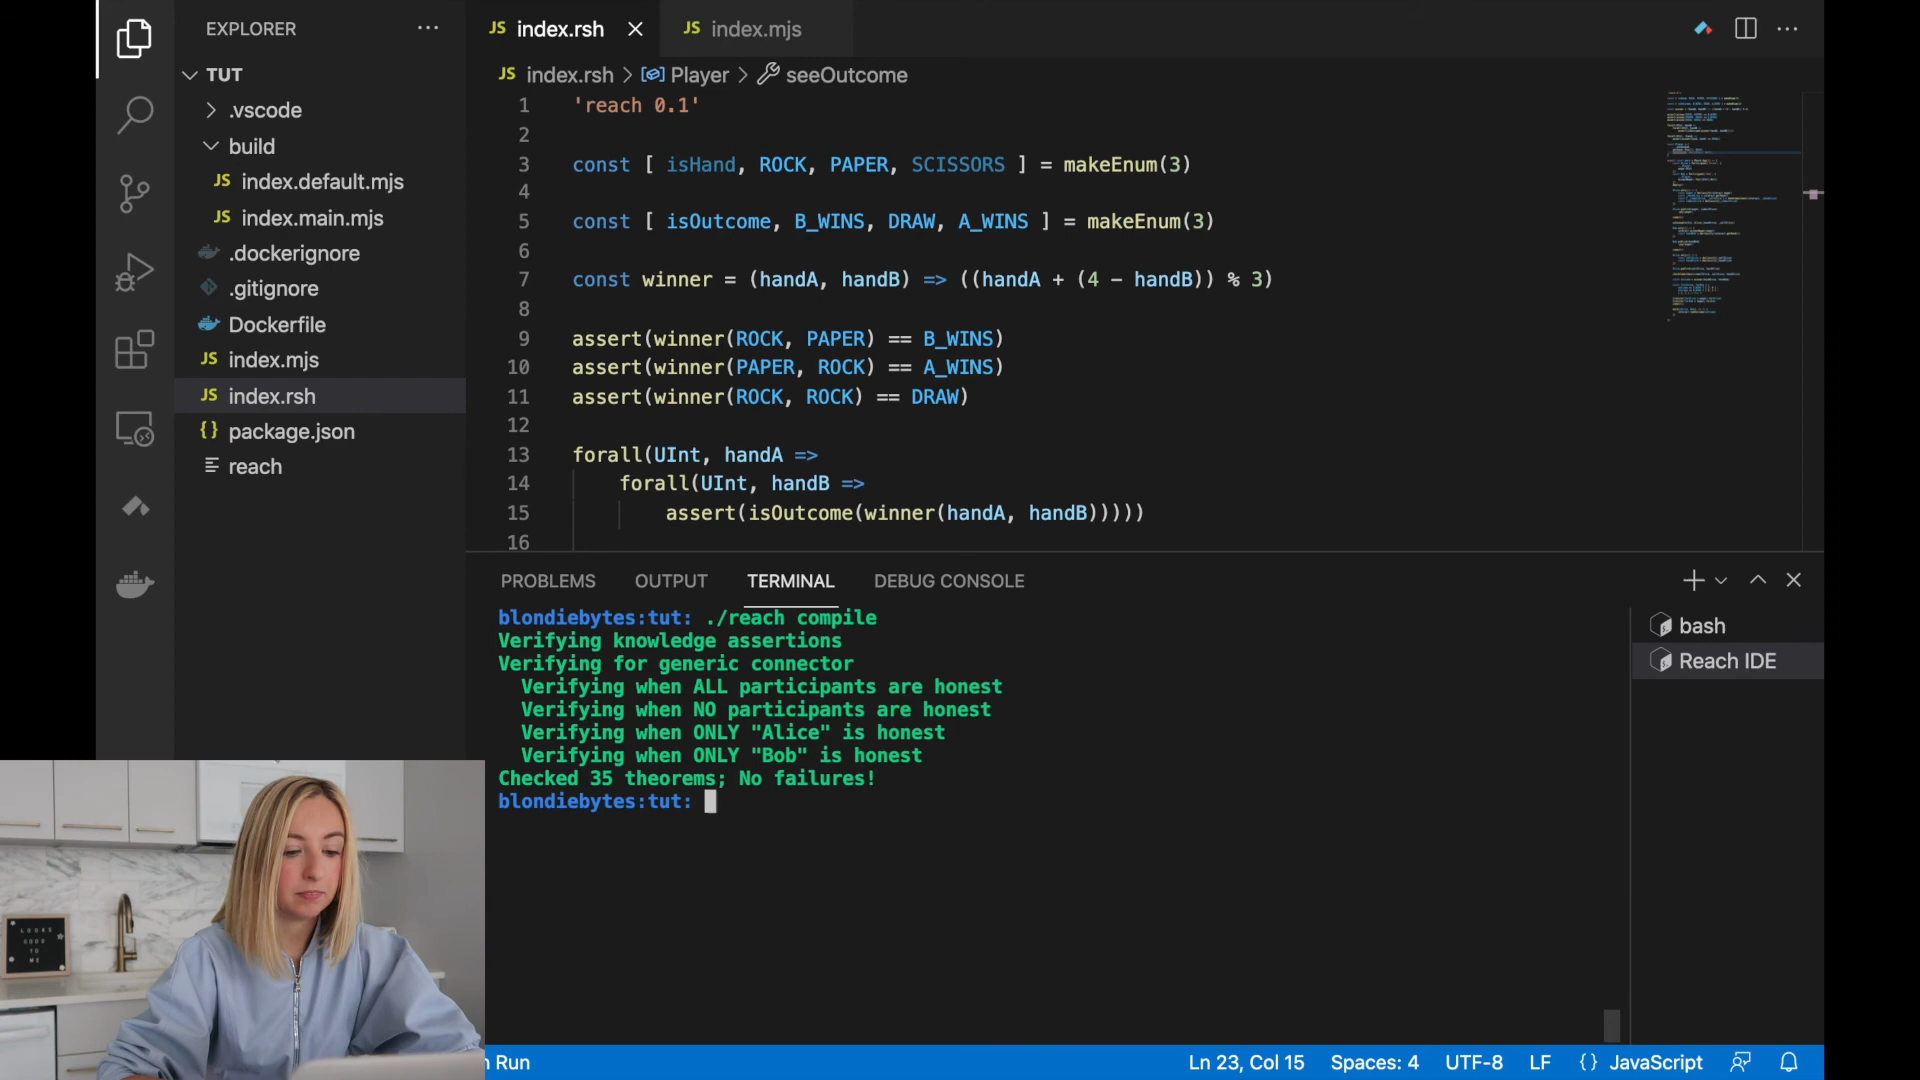 EXPLORER
TUT
.vscode
build
JS index.default.mjs
JS index.main.mjs
.dockerignore
.gitignore
Dockerfile
JS index.mjs
JS index.rsh
{} package.json
reach
JS index.rsh
JS index.mjs
JS index.rsh > Player > seeOutcome
1 'reach 0.1'
2
3 const [ isHand, ROCK, PAPER, SCISSORS ] = makeEnum(3)
4
5 const [ isOutcome, B_WINS, DRAW, A_WINS ] = makeEnum(3)
6
7 const winner = (handA, handB) => ((handA + (4 - handB)) % 3)
8
9 assert(winner(ROCK, PAPER) == B_WINS)
10 assert(winner(PAPER, ROCK) == A_WINS)
11 assert(winner(ROCK, ROCK) == DRAW)
12
13 forall(UInt, handA =>
14 forall(UInt, handB =>
15 assert(isOutcome(winner(handA, handB)))))
16
PROBLEMS OUTPUT TERMINAL DEBUG CONSOLE
blondiebytes:tut: ./reach compile
Verifying knowledge assertions
Verifying for generic connector
Verifying when ALL participants are honest
Verifying when NO participants are honest
Verifying when ONLY "Alice" is honest
Verifying when ONLY "Bob" is honest
Checked 35 theorems; No failures!
blondiebytes:tut:
bash
Reach IDE
LOOKS
GOOD
TO
ME
Run
Ln 23, Col 15 Spaces: 4 UTF-8 LF {} JavaScript